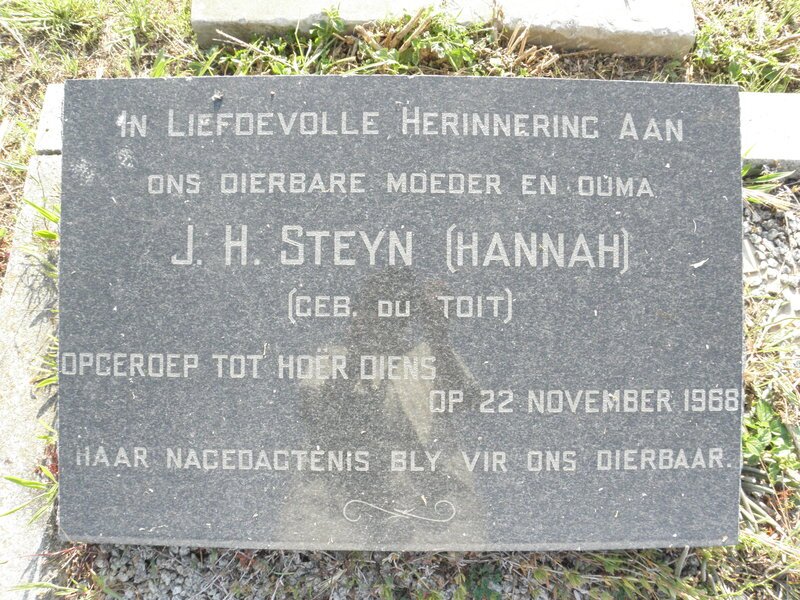 IN LIEFDEVOLLE HERINNERING AAN
ONS DIERBARE MOEDER EN OUMA
J. H. STEYN (HANNAH)
(GEB. DU TOIT)
OPGEROEP TOT HOËR DIENS
OP 22 NOVEMBER 1968
HAAR NAGEDAGTENIS BLY VIR ONS DIERBAAR.